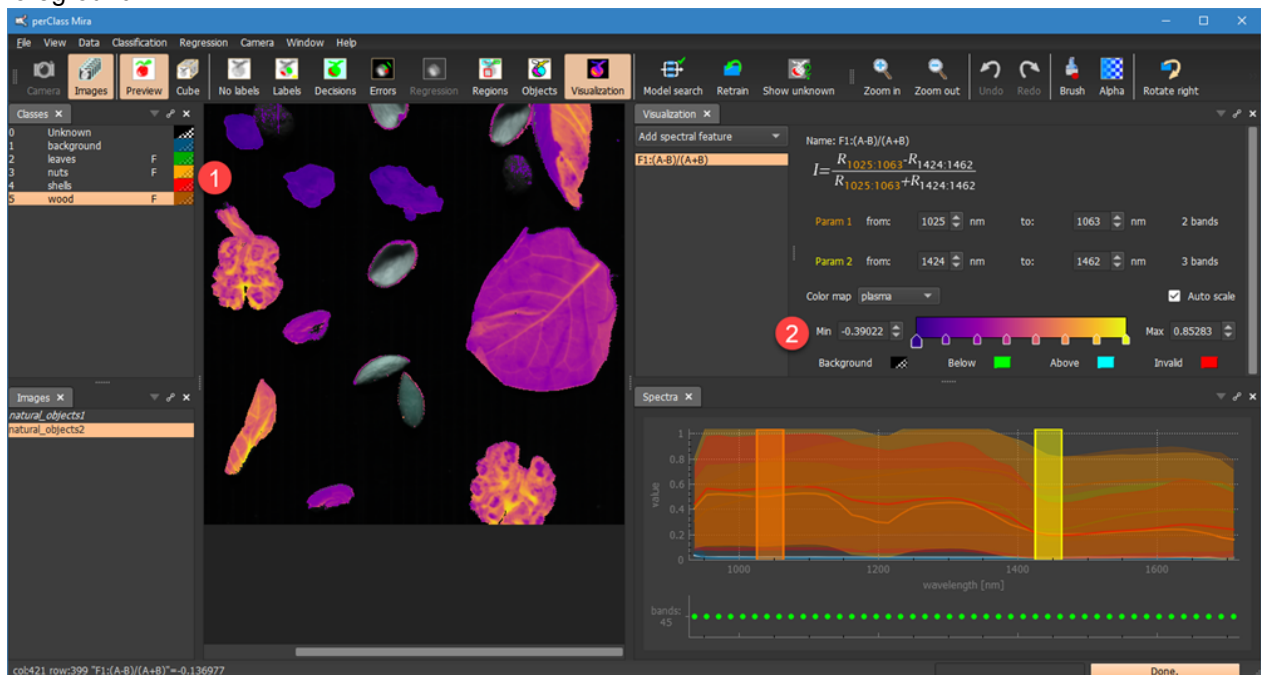 perClass Mira
File View Data Classification Regression Camera Window Help
Camera Images Preview Cube No labels Labels Decisions Errors Regression Regions Objects Visualization Model search Retrain Show unknown Zoom in Zoom out Undo Redo Brush Alpha Rotate right
Classes
0 Unknown
1 background
2 leaves F
3 nuts F
4 shells
5 wood F
1
Images
natural_objects1
natural_objects2
Visualization
Add spectral feature
F1:(A-B)/(A+B)
Name: F1:(A-B)/(A+B)
I= R1025:1063-R1424:1462
R1025:1063+R1424:1462
Param 1 from: 1025 nm to: 1063 nm 2 bands
Param 2 from: 1424 nm to: 1462 nm 3 bands
Color map plasma Auto scale
2 Min -0.39022 Max 0.85283
Background Below Above Invalid
Spectra
1
0.8
0.6
0.4
0.2
0
value
1000 1200 1400 1600
wavelength [nm]
bands:
45
col:421 row:399 "F1:(A-B)/(A+B)"=-0.136977
Done.